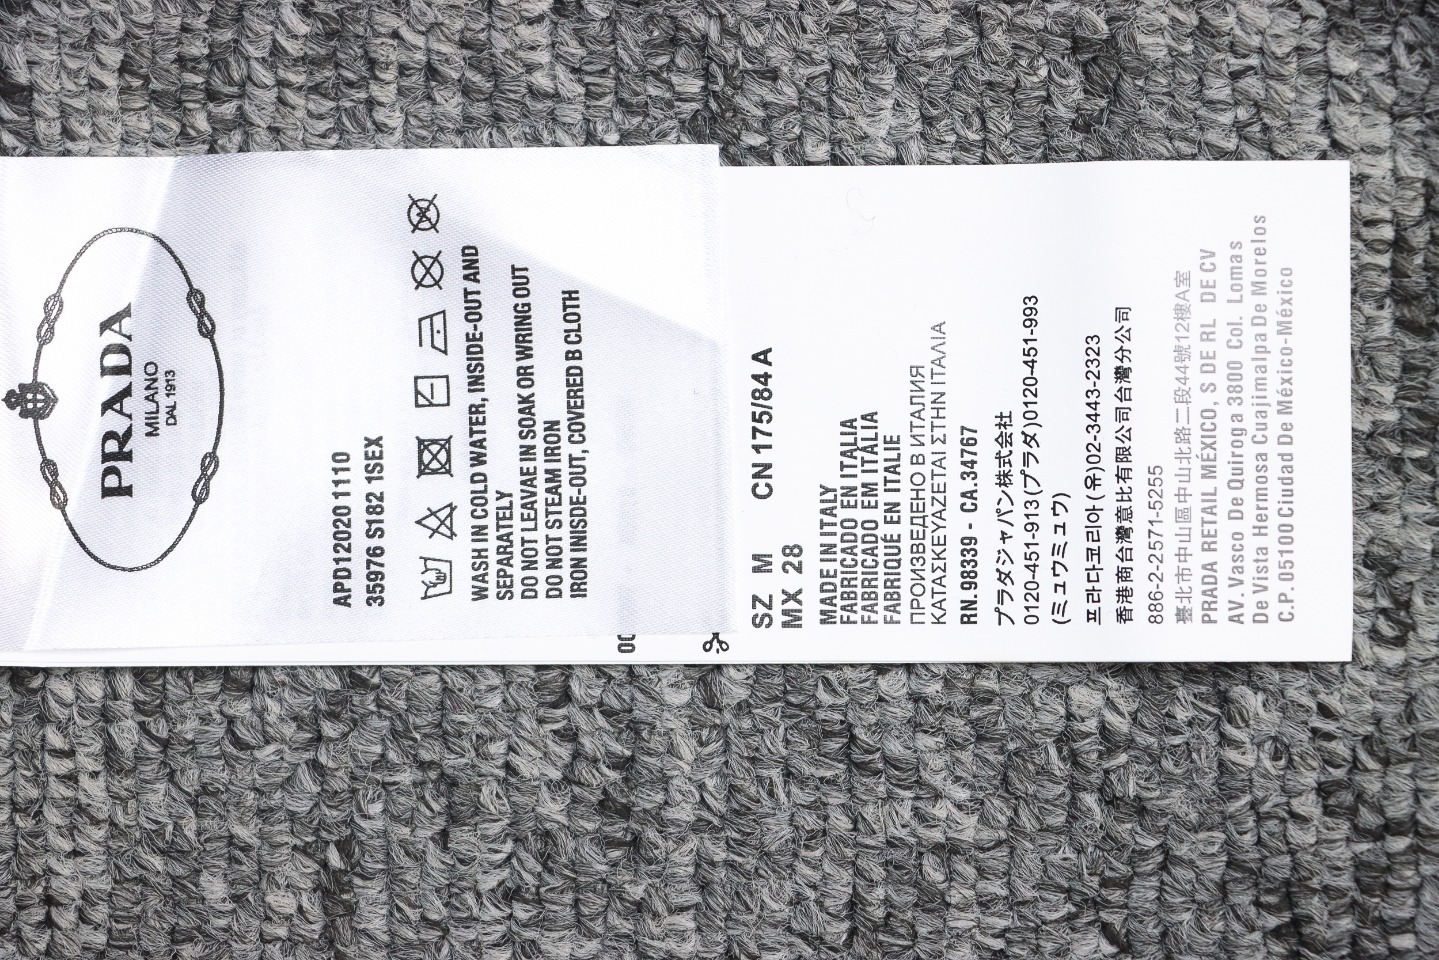 PRADA
MILANO
DAL 1913
APD12020 1110
35976 S182 1SEX
WASH IN COLD WATER, INSIDE-OUT AND
SEPARATELY
DO NOT LEAVAE IN SOAK OR WRING OUT
DO NOT STEAM IRON
IRON INISDE-OUT, COVERED B CLOTH
SZ M CN 175/84 A
MX 28
MADE IN ITALY
FABRICADO EN ITALIA
FABRICADO EM ITÁLIA
FABRIQUÉ EN ITALIE
ПРОИЗВЕДЕНО В ИТАЛИЯ
ΚΑΤΑΣΚΕΥΑΖΕΤΑΙ ΣΤΗΝ ΙΤΑΛΙΑ
RN. 98339 - CA.34767
プラダジャパン株式会社
0120-451-913(プラダ)0120-451-993
(ミュウミュウ)
프라다코리아 (유)02-3443-2323
香港商台灣意比有限公司台灣分公司
886-2-2571-5255
臺北市中山區中山北路二段44號12樓A室
PRADA RETAIL MÉXICO, S DE RL DE CV
AV. Vasco De Quiroga 3800 Col. Lomas
De Vista Hermosa Cuajimalpa De Morelos
C.P. 05100 Ciudad De México-México